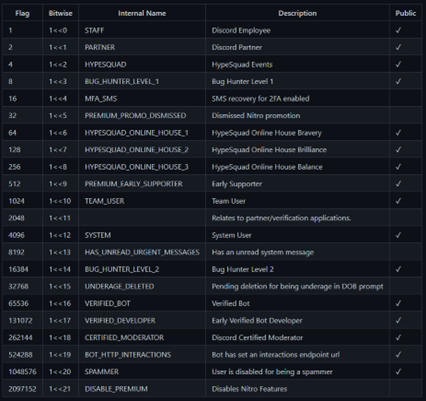 Flag Bitwise Internal Name Description Public
1 1<<0 STAFF Discord Employee ✓
2 1<<1 PARTNER Discord Partner ✓
4 1<<2 HYPESQUAD HypeSquad Events ✓
8 1<<3 BUG_HUNTER_LEVEL_1 Bug Hunter Level 1 ✓
16 1<<4 MFA_SMS SMS recovery for 2FA enabled
32 1<<5 PREMIUM_PROMO_DISMISSED Dismissed Nitro promotion
64 1<<6 HYPESQUAD_ONLINE_HOUSE_1 HypeSquad Online House Bravery ✓
128 1<<7 HYPESQUAD_ONLINE_HOUSE_2 HypeSquad Online House Brilliance ✓
256 1<<8 HYPESQUAD_ONLINE_HOUSE_3 HypeSquad Online House Balance ✓
512 1<<9 PREMIUM_EARLY_SUPPORTER Early Supporter ✓
1024 1<<10 TEAM_USER Team User ✓
2048 1<<11 Relates to partner/verification applications.
4096 1<<12 SYSTEM System User ✓
8192 1<<13 HAS_UNREAD_URGENT_MESSAGES Has an unread system message
16384 1<<14 BUG_HUNTER_LEVEL_2 Bug Hunter Level 2 ✓
32768 1<<15 UNDERAGE_DELETED Pending deletion for being underage in DOB prompt
65536 1<<16 VERIFIED_BOT Verified Bot ✓
131072 1<<17 VERIFIED_DEVELOPER Early Verified Bot Developer ✓
262144 1<<18 CERTIFIED_MODERATOR Discord Certified Moderator ✓
524288 1<<19 BOT_HTTP_INTERACTIONS Bot has set an interactions endpoint url ✓
1048576 1<<20 SPAMMER User is disabled for being a spammer ✓
2097152 1<<21 DISABLE_PREMIUM Disables Nitro Features